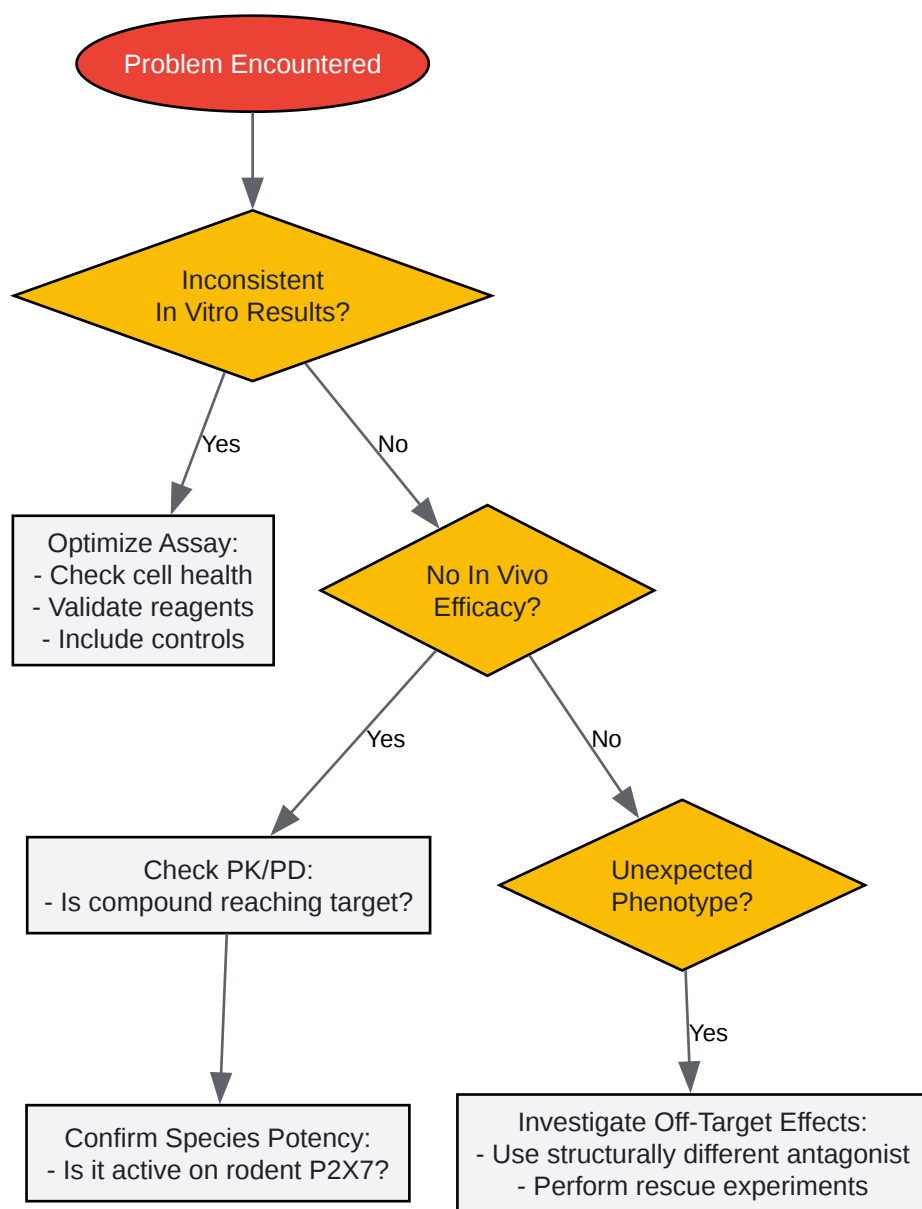 Problem Encountered
Inconsistent
In Vitro Results?
Yes
No
Optimize Assay:
- Check cell health
- Validate reagents
- Include controls
No In Vivo
Efficacy?
Yes
No
Check PK/PD:
- Is compound reaching target?
Unexpected
Phenotype?
Yes
Confirm Species Potency:
- Is it active on rodent P2X7?
Investigate Off-Target Effects:
- Use structurally different antagonist
- Perform rescue experiments